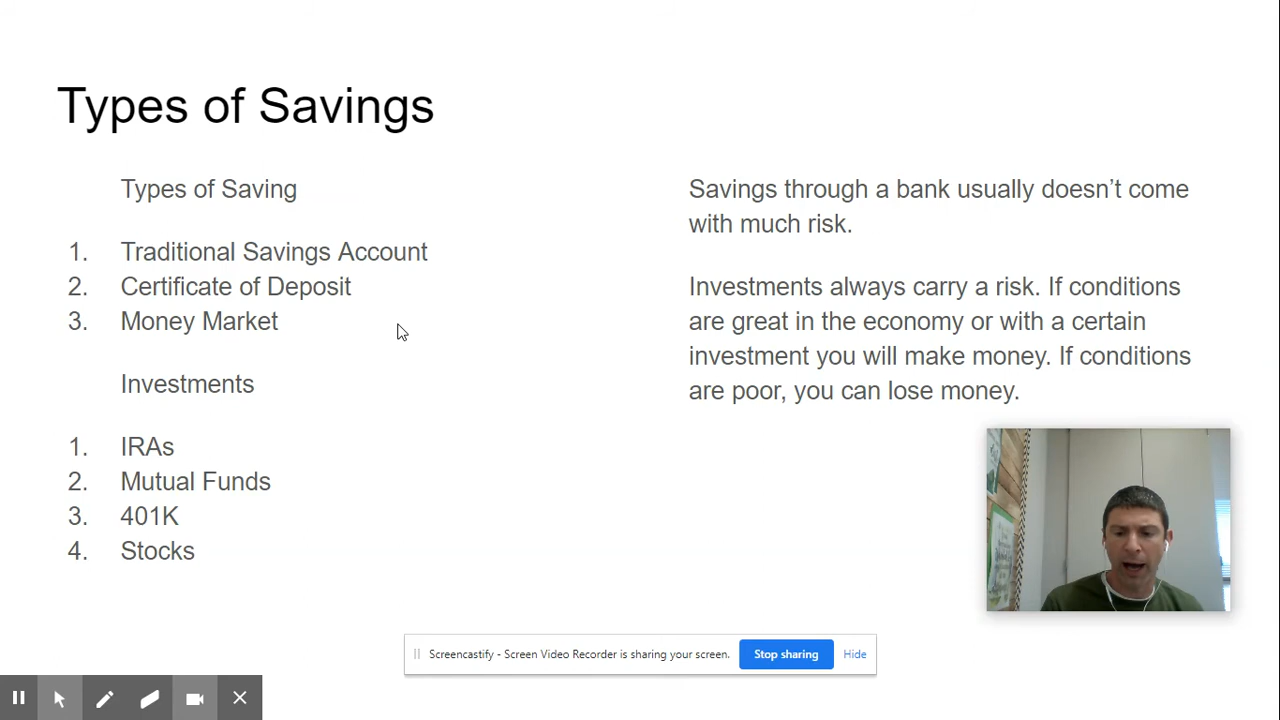 Types of Savings
Types of Saving
1. Traditional Savings Account
2. Certificate of Deposit
3. Money Market
Investments
1. IRAs
2. Mutual Funds
3. 401K
4. Stocks
Savings through a bank usually doesn’t come
with much risk.
Investments always carry a risk. If conditions
are great in the economy or with a certain
investment you will make money. If conditions
are poor, you can lose money.
Screencastify - Screen Video Recorder is sharing your screen. Stop sharing Hide